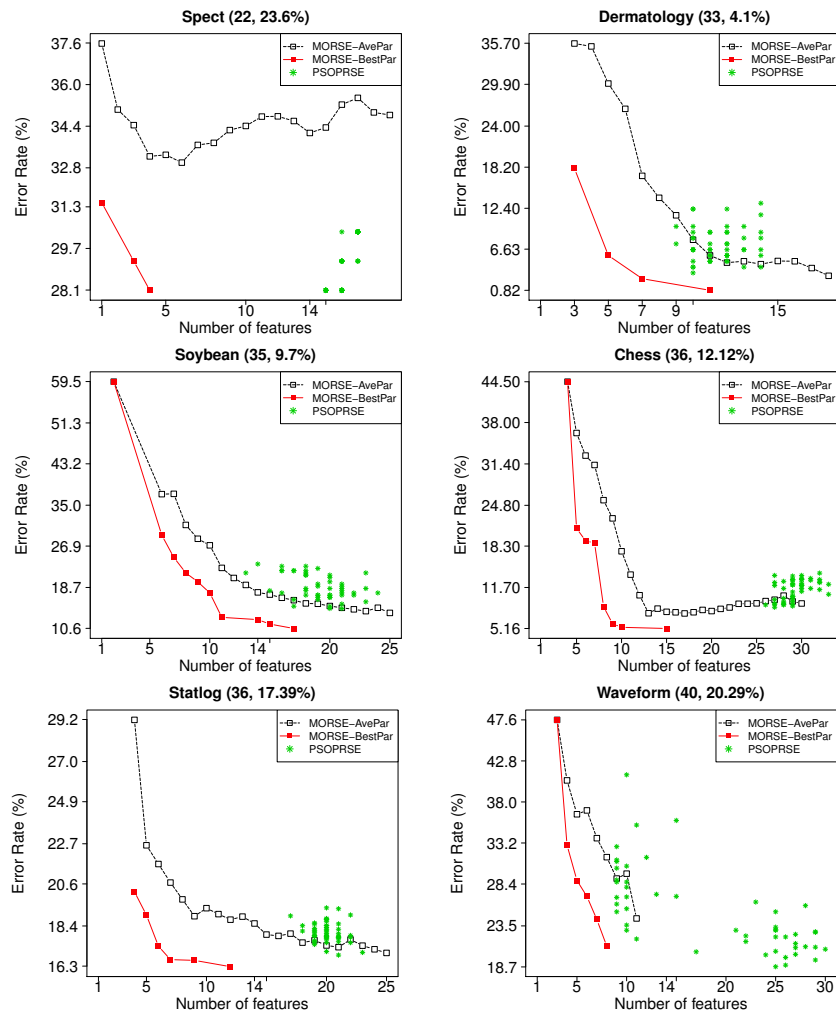 Spect (22, 23.6%)
Error Rate (%)
37.6
36.0
34.4
32.8
31.3
29.7
28.1
MORSE−AvePar
MORSE−BestPar
PSOPRSE
1 5 10 14
Number of features
Dermatology (33, 4.1%)
Error Rate (%)
35.70
29.90
24.00
18.20
12.40
6.63
0.82
MORSE−AvePar
MORSE−BestPar
PSOPRSE
1 3 5 7 9 15
Number of features
Soybean (35, 9.7%)
Error Rate (%)
59.5
51.3
43.2
35.0
26.9
18.7
10.6
MORSE−AvePar
MORSE−BestPar
PSOPRSE
1 5 10 14 20 25
Number of features
Chess (36, 12.12%)
Error Rate (%)
44.50
38.00
31.40
24.80
18.30
11.70
5.16
MORSE−AvePar
MORSE−BestPar
PSOPRSE
1 5 10 15 20 30
Number of features
Statlog (36, 17.39%)
Error Rate (%)
29.2
27.0
24.9
22.7
20.6
18.4
16.3
MORSE−AvePar
MORSE−BestPar
PSOPRSE
1 5 10 14 20 25
Number of features
Waveform (40, 20.29%)
Error Rate (%)
47.6
42.8
38.0
33.2
28.4
23.5
18.7
MORSE−AvePar
MORSE−BestPar
PSOPRSE
1 5 10 14 20 25 30
Number of features